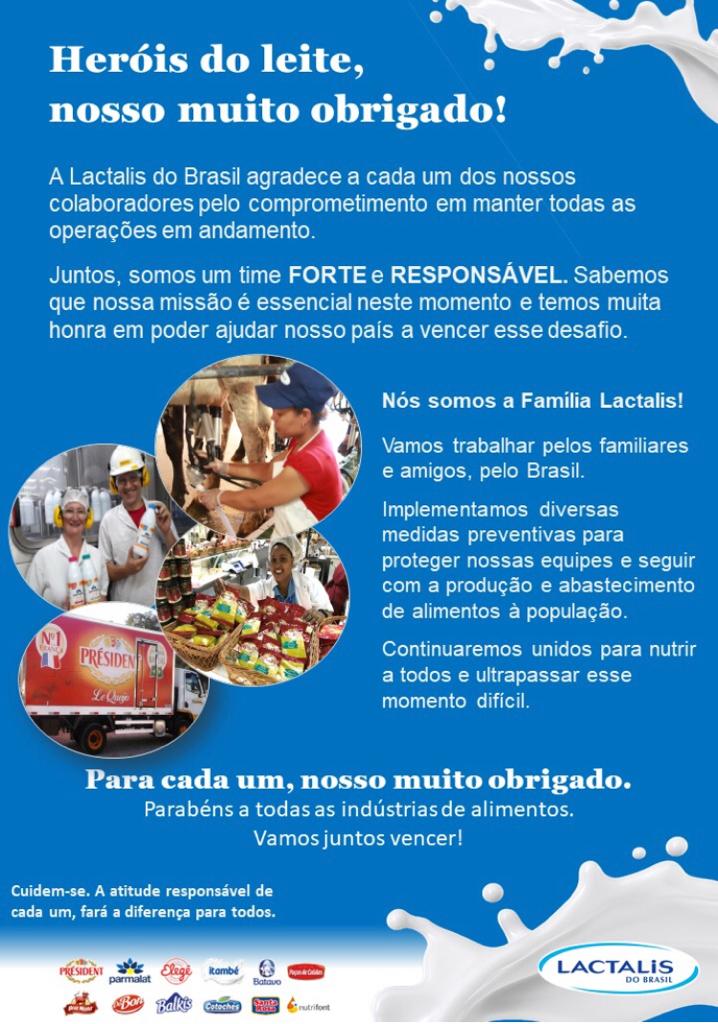 Heróis do leite,
nosso muito obrigado!
A Lactalis do Brasil agradece a cada um dos nossos
colaboradores pelo comprometimento em manter todas as
operações em andamento.
Juntos, somos um time FORTE e RESPONSÁVEL. Sabemos
que nossa missão é essencial neste momento e temos muita
honra em poder ajudar nosso país a vencer esse desafio.
Nós somos a Família Lactalis!
Vamos trabalhar pelos familiares
e amigos, pelo Brasil.
Implementamos diversas
medidas preventivas para
proteger nossas equipes e seguir
com a produção e abastecimento
de alimentos à população.
Continuaremos unidos para nutrir
a todos e ultrapassar esse
momento difícil.
Nº1
FRANÇA
PRÉSIDEN
Le Queijo
Para cada um, nosso muito obrigado.
Parabéns a todas as indústrias de alimentos.
Vamos juntos vencer!
Cuidem-se. A atitude responsável de
cada um, fará a diferença para todos.
PRÉSIDENT parmalat Elegê itambé Batavo Poços de Caldas
DoBon Balkis Cotochés Santa Rosa nutrifont
LACTALIS
DO BRASIL